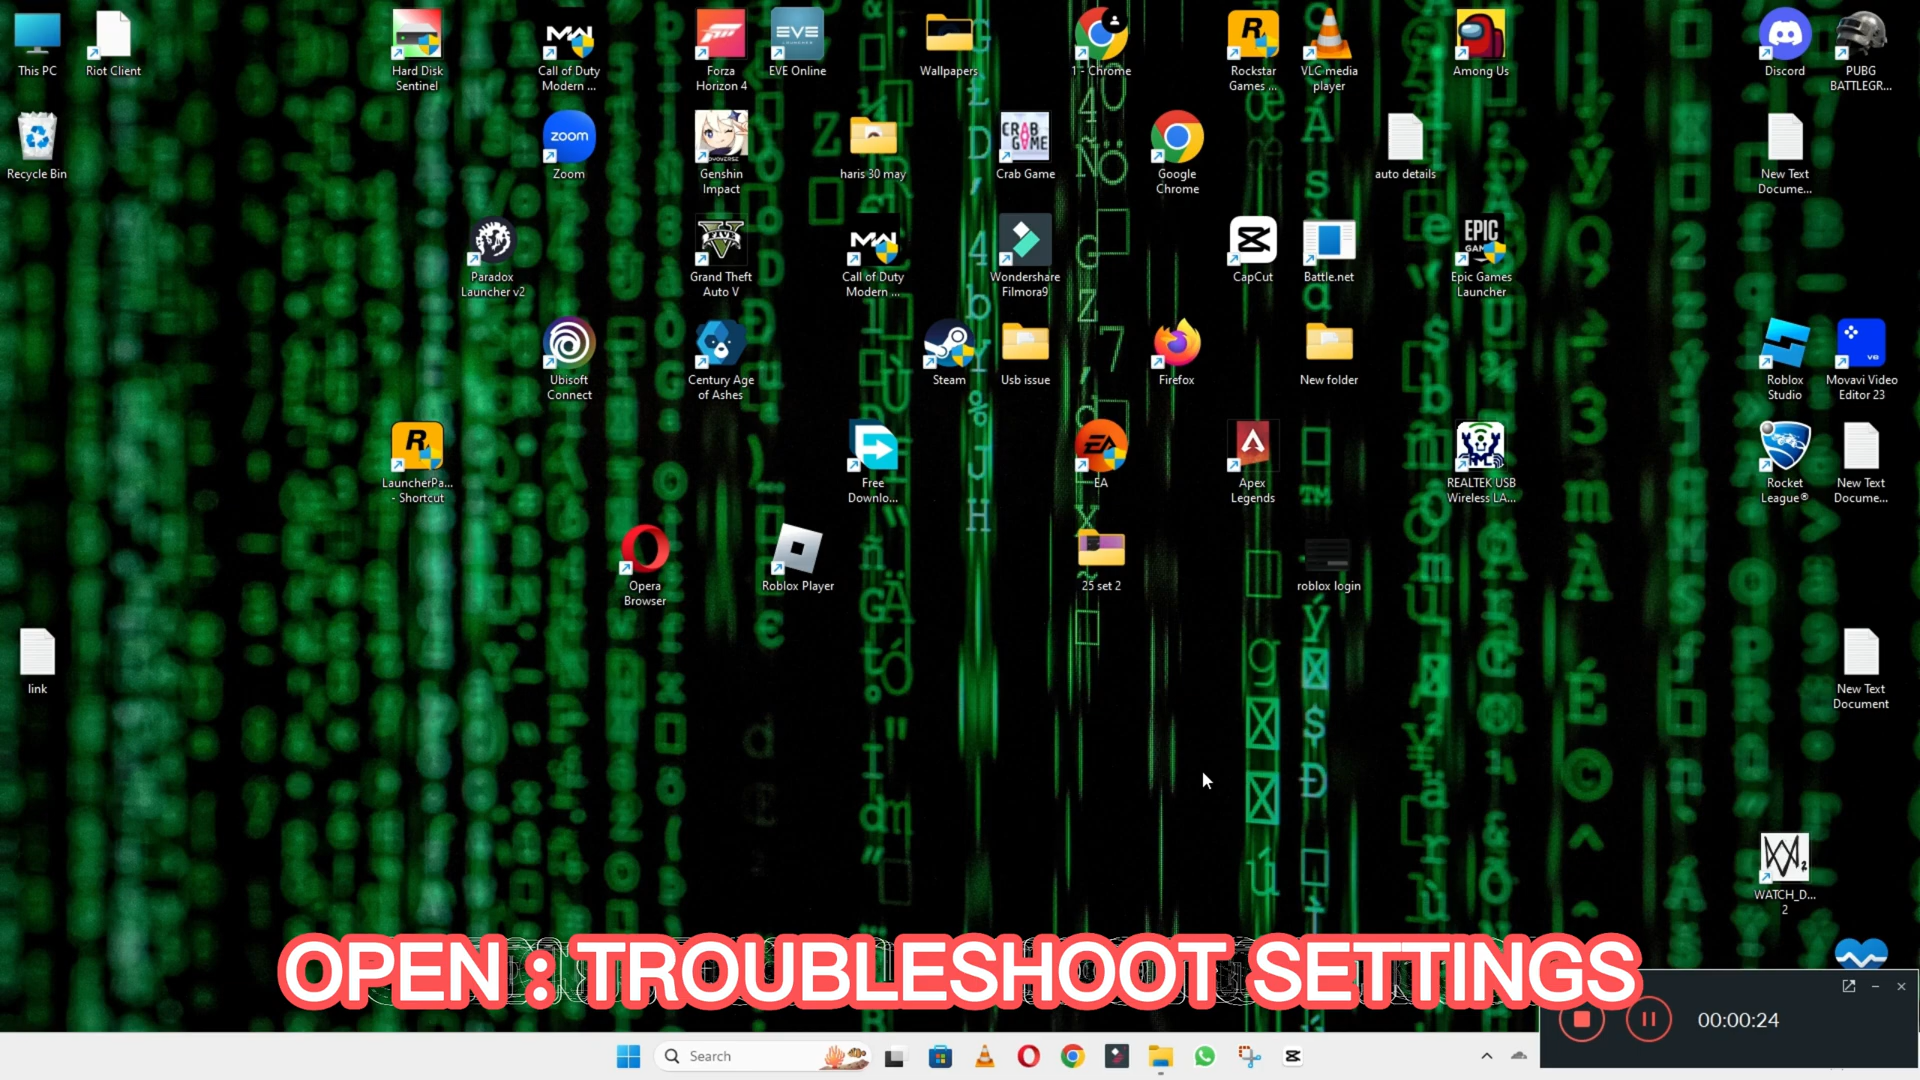 This PC
Riot Client
Hard Disk
Sentinel
Call of Duty
Modern ...
Forza
Horizon 4
EVE
EVE Online
Wallpapers
1 - Chrome
Rockstar
Games ...
VLC media
player
Among Us
Discord
PUBG
BATTLEGR...
Recycle Bin
zoom
Zoom
Genshin
Impact
haris 30 may
CRAB
GAME
Crab Game
Google
Chrome
auto details
New Text
Docume...
Paradox
Launcher v2
Grand Theft
Auto V
Call of Duty
Modern ...
Wondershare
Filmora9
CapCut
Battle.net
EPIC
Epic Games
Launcher
Ubisoft
Connect
Century Age
of Ashes
Steam
Usb issue
Firefox
New folder
Roblox
Studio
Movavi Video
Editor 23
LauncherPa...
- Shortcut
Free
Downlo...
EA
EA
Apex
Legends
REALTEK USB
Wireless LA...
Rocket
League®
New Text
Docume...
Opera
Browser
Roblox Player
25 set 2
roblox login
link
New Text
Document
WATCH_D...
2
OPEN : TROUBLESHOOT SETTINGS
00:00:24
Search